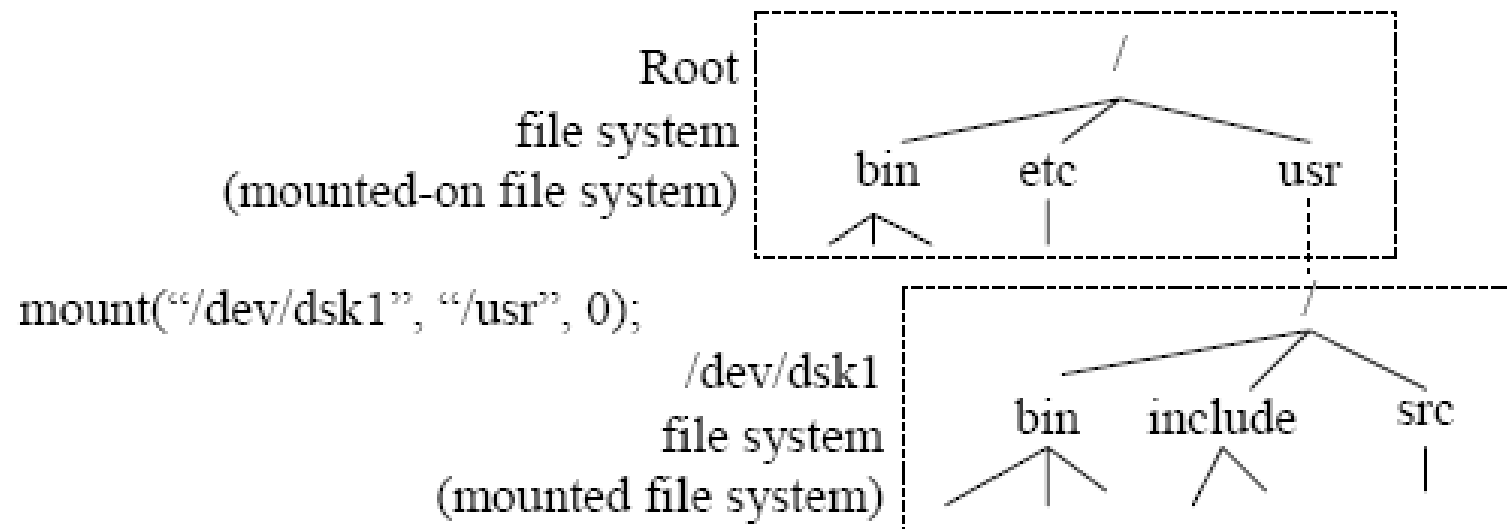 /
Root
file system
(mounted-on file system)
bin etc usr
mount(“/dev/dsk1”, “/usr”, 0);
/
/dev/dsk1
file system
(mounted file system)
bin include src